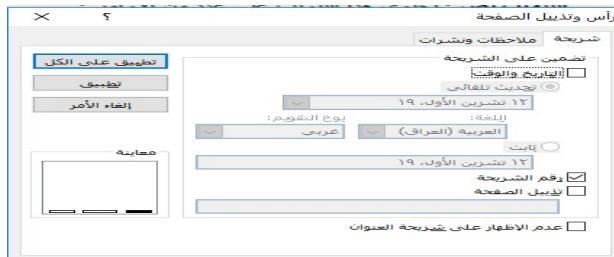 رأس وتذييل الصفحة
؟ ×
شريحة ملاحظات ونشرات
تضمين على الشريحة
التاريخ والوقت
تحديث تلقائي
١٢ تشرين الأول، ١٩
اللغة: نوع التقويم:
العربية (العراق) غربي
ثابت
١٢ تشرين الأول، ١٩
رقم الشريحة
تذييل الصفحة
عدم الإظهار على شريحة العنوان
تطبيق على الكل
تطبيق
إلغاء الأمر
معاينة